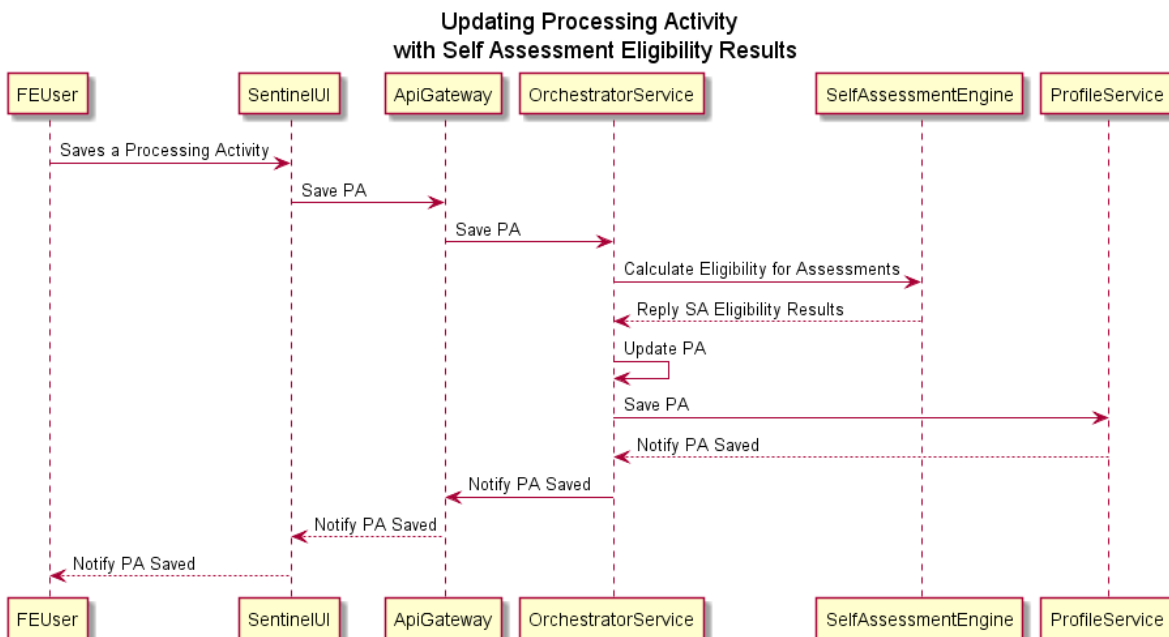 Updating Processing Activity
with Self Assessment Eligibility Results
FEUser SentinelUI ApiGateway OrchestratorService SelfAssessmentEngine ProfileService
Saves a Processing Activity
Save PA
Save PA
Calculate Eligibility for Assessments
Reply SA Eligibility Results
Update PA
Save PA
Notify PA Saved
Notify PA Saved
Notify PA Saved
Notify PA Saved
FEUser SentinelUI ApiGateway OrchestratorService SelfAssessmentEngine ProfileService